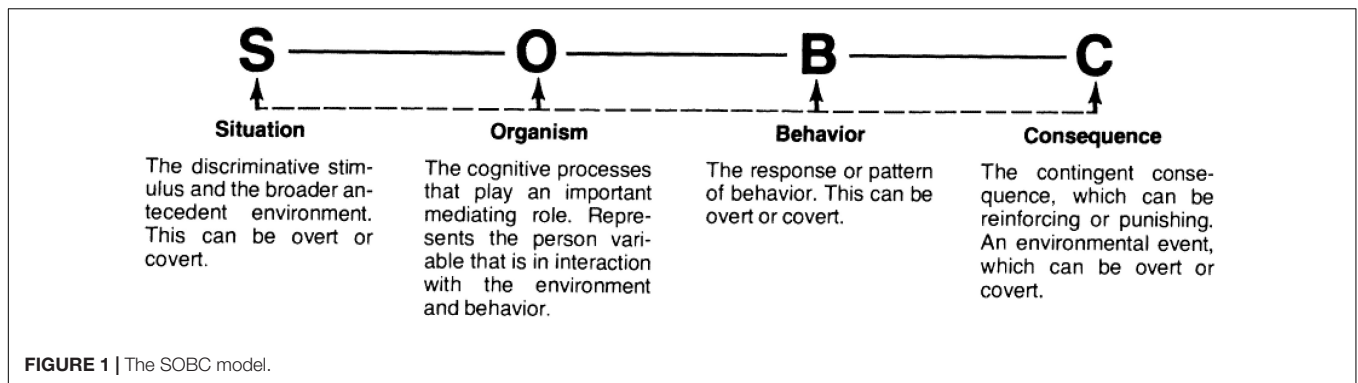 S O B C
Situation
The discriminative stim-
ulus and the broader an-
tecedent environment.
This can be overt or
covert.
Organism
The cognitive processes
that play an important
mediating role. Repre-
sents the person vari-
able that is in interaction
with the environment
and behavior.
Behavior
The response or pattern
of behavior. This can be
overt or covert.
Consequence
The contingent conse-
quence, which can be
reinforcing or punishing.
An environmental event,
which can be overt or
covert.
FIGURE 1 | The SOBC model.